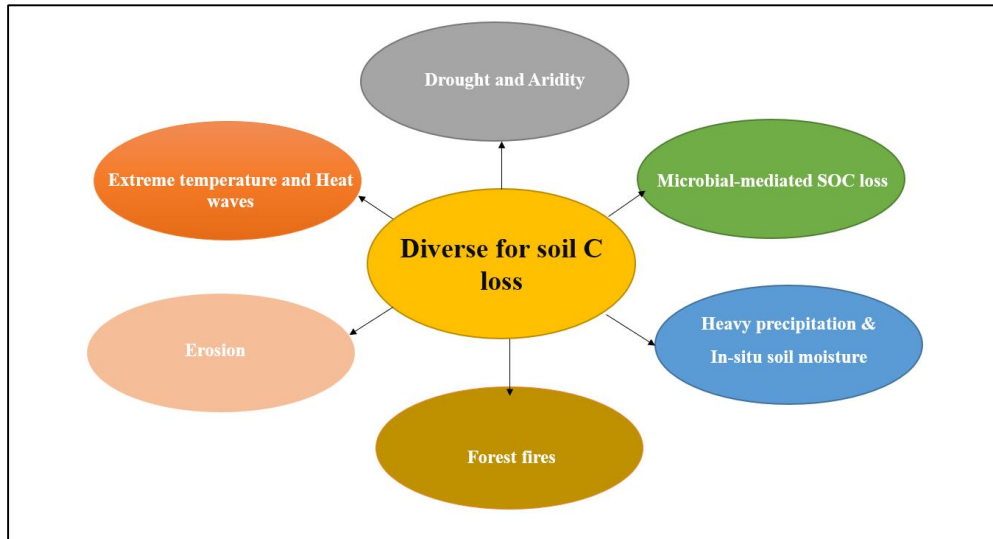 Drought and Aridity
Extreme temperature and Heat
waves
Microbial-mediated SOC loss
Diverse for soil C
loss
Erosion
Heavy precipitation &
In-situ soil moisture
Forest fires